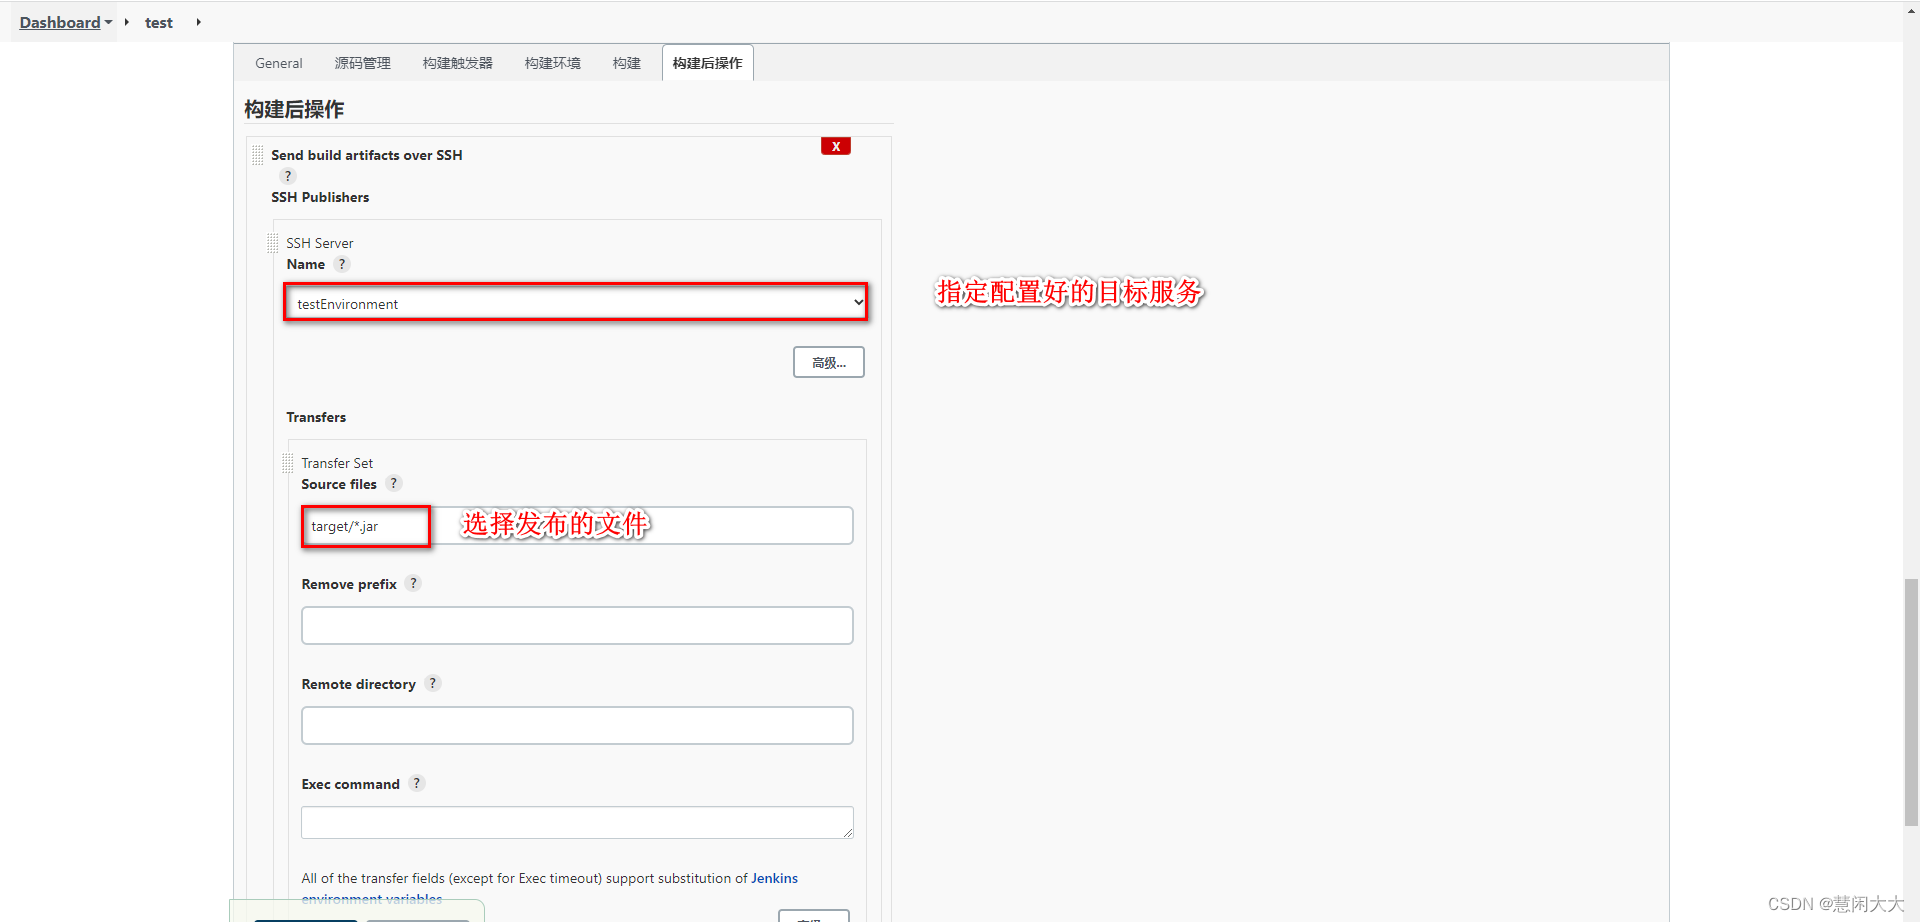 Dashboard
test
General 源码管理 构建触发器 构建环境 构建 构建后操作
构建后操作
X
Send build artifacts over SSH
?
SSH Publishers
SSH Server
Name ?
testEnvironment
指定配置好的目标服务
高级...
Transfers
Transfer Set
Source files ?
target/*.jar
选择发布的文件
Remove prefix ?
Remote directory ?
Exec command ?
All of the transfer fields (except for Exec timeout) support substitution of Jenkins
environment variables
高级...
CSDN @慧闲大大